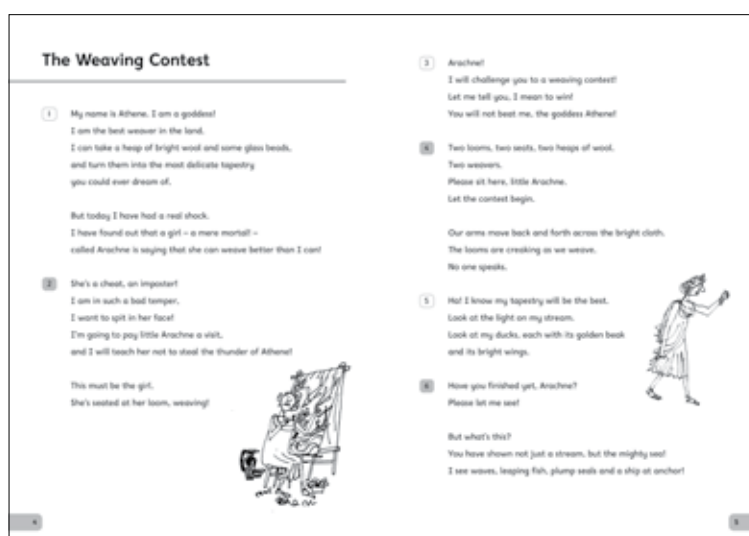 The Weaving Contest
1 My name is Athene. I am a goddess!
I am the best weaver in the land.
I can take a heap of bright wool and some glass beads,
and turn them into the most delicate tapestry
you could ever dream of.
But today I have had a real shock.
I have found out that a girl – a mere mortal! –
called Arachne is saying that she can weave better than I can!
2 She's a cheat, an imposter!
I am in such a bad temper,
I want to spit in her face!
I'm going to pay little Arachne a visit,
and I will teach her not to steal the thunder of Athene!
This must be the girl.
She's seated at her loom, weaving!
4
3 Arachne!
I will challenge you to a weaving contest!
Let me tell you, I mean to win!
You will not beat me, the goddess Athene!
4 Two looms, two seats, two heaps of wool.
Two weavers.
Please sit here, little Arachne.
Let the contest begin.
Our arms move back and forth across the bright cloth.
The looms are creaking as we weave.
No one speaks.
5 Ha! I know my tapestry will be the best.
Look at the light on my stream.
Look at my ducks, each with its golden beak
and its bright wings.
6 Have you finished yet, Arachne?
Please let me see!
But what's this?
You have shown not just a stream, but the mighty sea!
I see waves, leaping fish, plump seals and a ship at anchor!
5